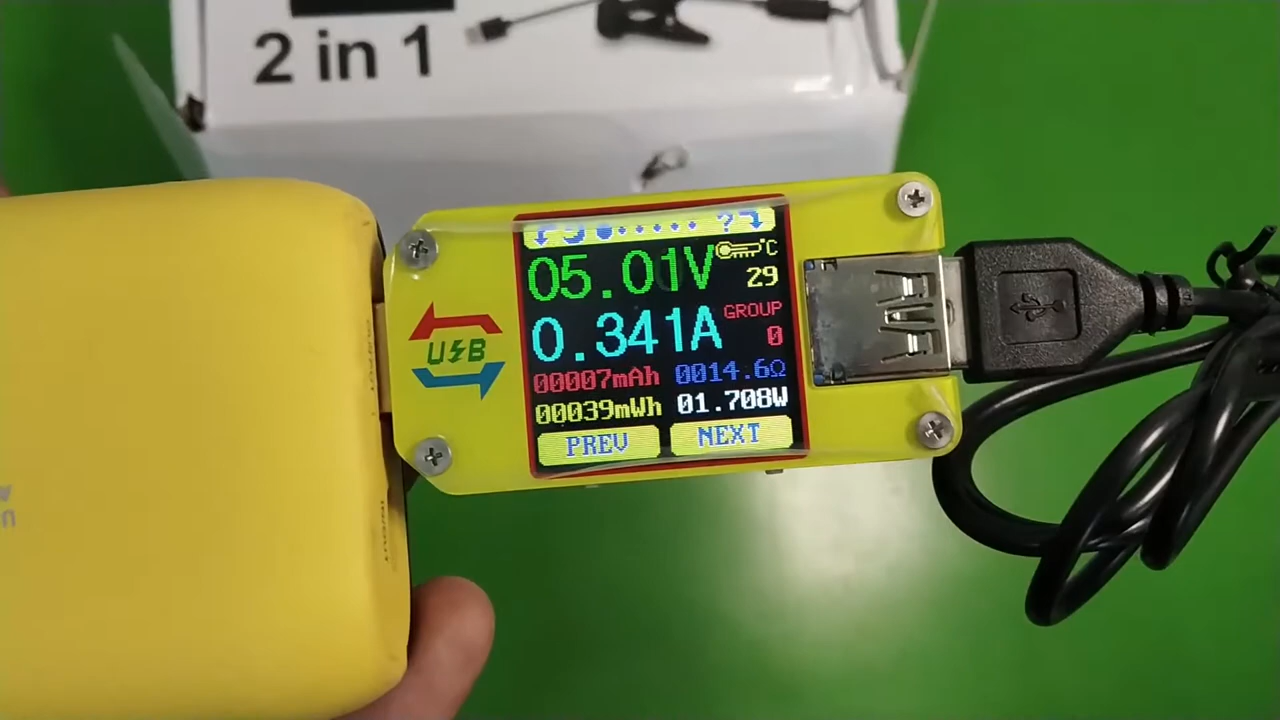 2 in 1
?
05.01V
°C
29
0.341A
GROUP
0
00007mAh
0014.6Ω
00039mWh
01.708W
PREV
NEXT
USB